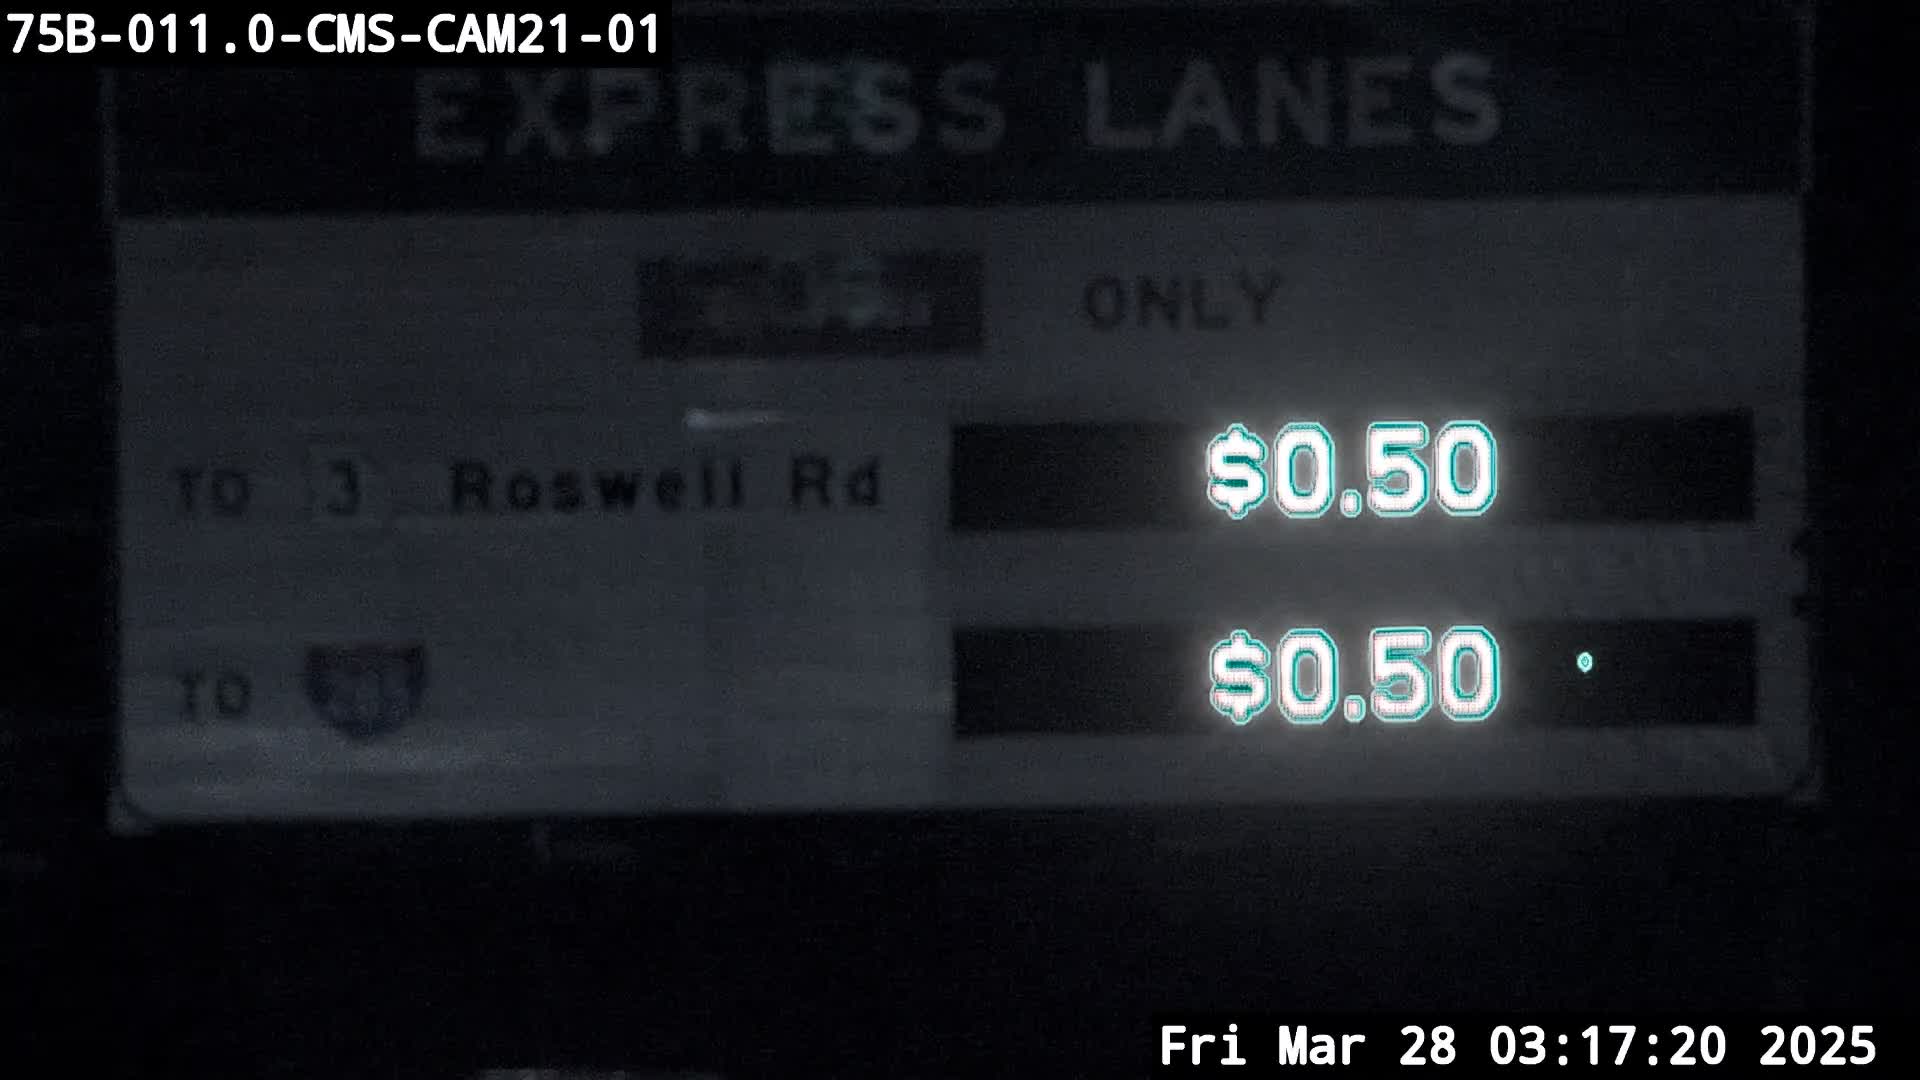 75B-011.0-CMS-CAM21-01
EXPRESS LANES
ONLY
TO 3 Roswell Rd $0.50
TO $0.50
Fri Mar 28 03:17:20 2025